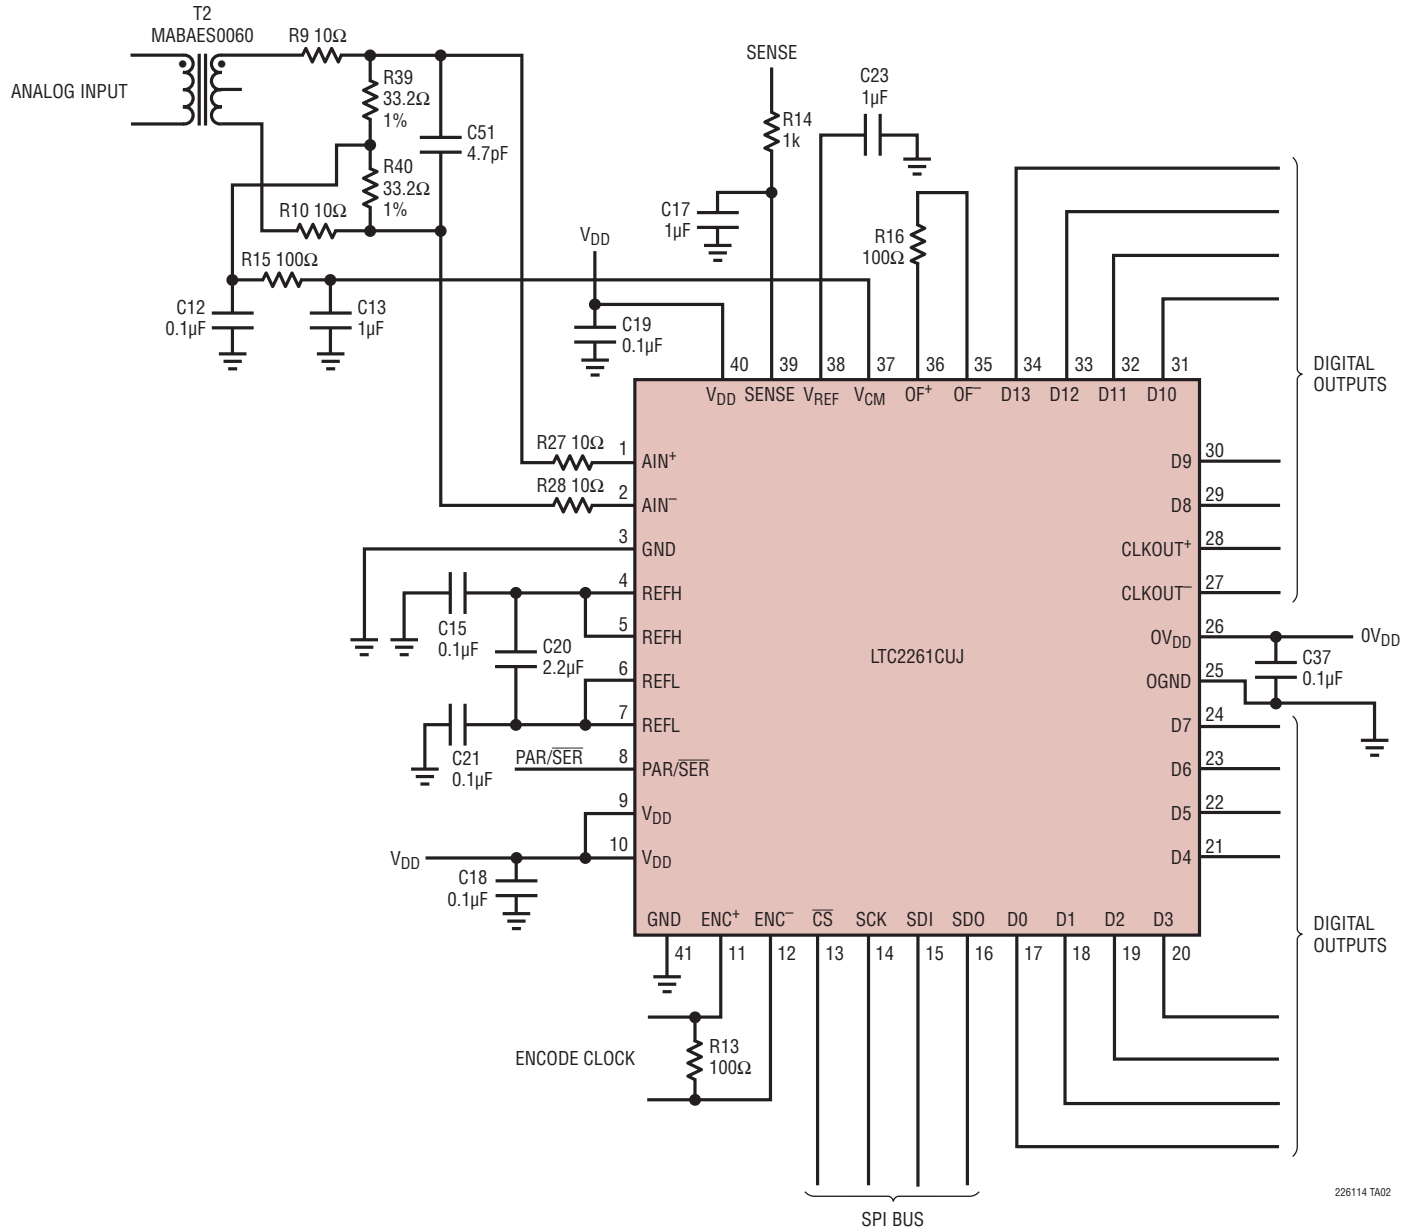 T2
MABAES0060
R9 10Ω
ANALOG INPUT
R39
33.2Ω
1%
C51
4.7pF
R40
33.2Ω
1%
R10 10Ω
R15 100Ω
C12
0.1µF
C13
1µF
SENSE
R14
1k
C23
1µF
C17
1µF
R16
100Ω
VDD
C19
0.1µF
40 39 38 37 36 35 34 33 32 31
VDD SENSE VREF VCM OF+ OF– D13 D12 D11 D10
DIGITAL
OUTPUTS
R27 10Ω
1 AIN+
R28 10Ω
2 AIN–
3 GND
4 REFH
C15
0.1µF
5 REFH
C20
2.2µF
6 REFL
7 REFL
C21
0.1µF
PAR/S̅E̅R̅
8 PAR/S̅E̅R̅
9 VDD
VDD
10 VDD
C18
0.1µF
LTC2261CUJ
D9 30
D8 29
CLKOUT+ 28
CLKOUT– 27
OVDD 26
0VDD
C37
0.1µF
OGND 25
D7 24
D6 23
D5 22
D4 21
GND ENC+ ENC– C̅S̅ SCK SDI SDO D0 D1 D2 D3
41 11 12 13 14 15 16 17 18 19 20
DIGITAL
OUTPUTS
R13
100Ω
ENCODE CLOCK
SPI BUS
226114 TA02